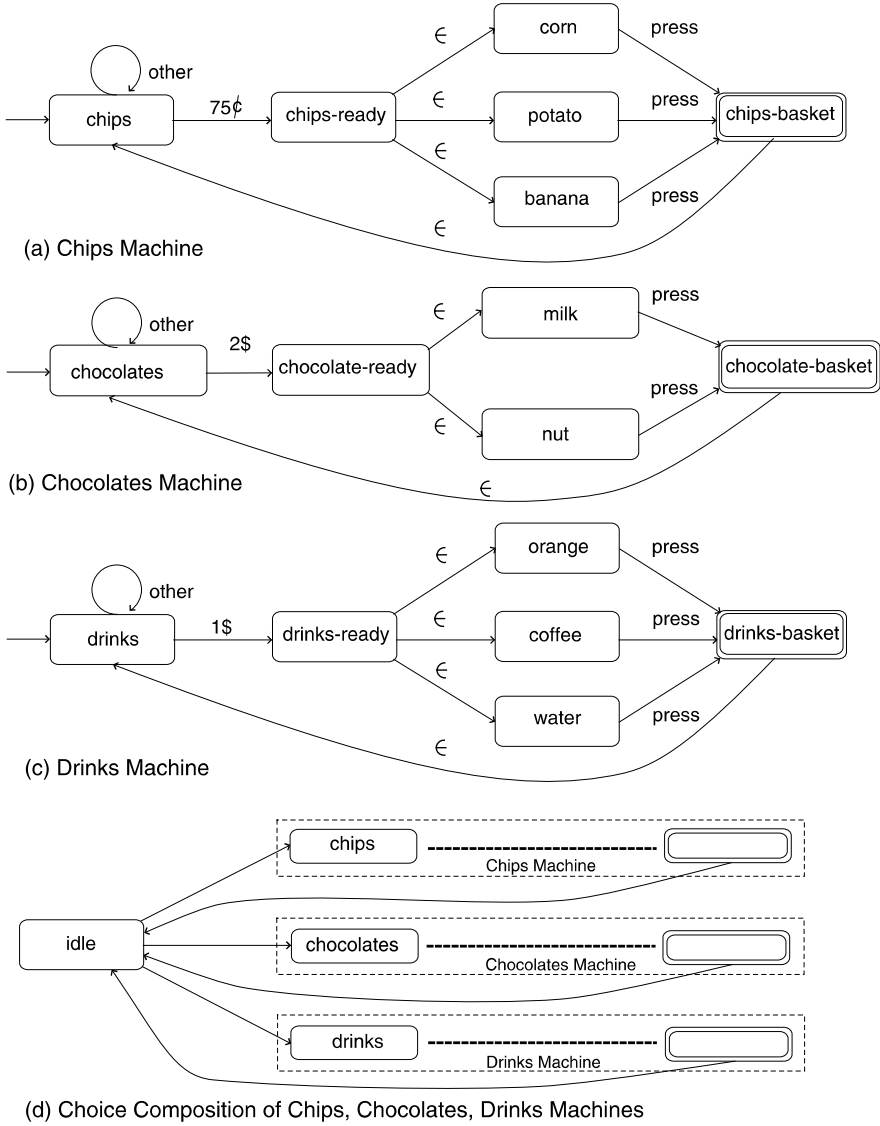 ∈
corn
press
other
75¢
∈
press
chips
chips-ready
potato
chips-basket
∈
banana
press
∈
(a) Chips Machine
∈
milk
press
other
2$
chocolates
chocolate-ready
chocolate-basket
press
∈
nut
(b) Chocolates Machine
∈
∈
orange
press
other
1$
∈
press
drinks
drinks-ready
coffee
drinks-basket
∈
water
press
∈
(c) Drinks Machine
chips
Chips Machine
idle
chocolates
Chocolates Machine
drinks
Drinks Machine
(d) Choice Composition of Chips, Chocolates, Drinks Machines